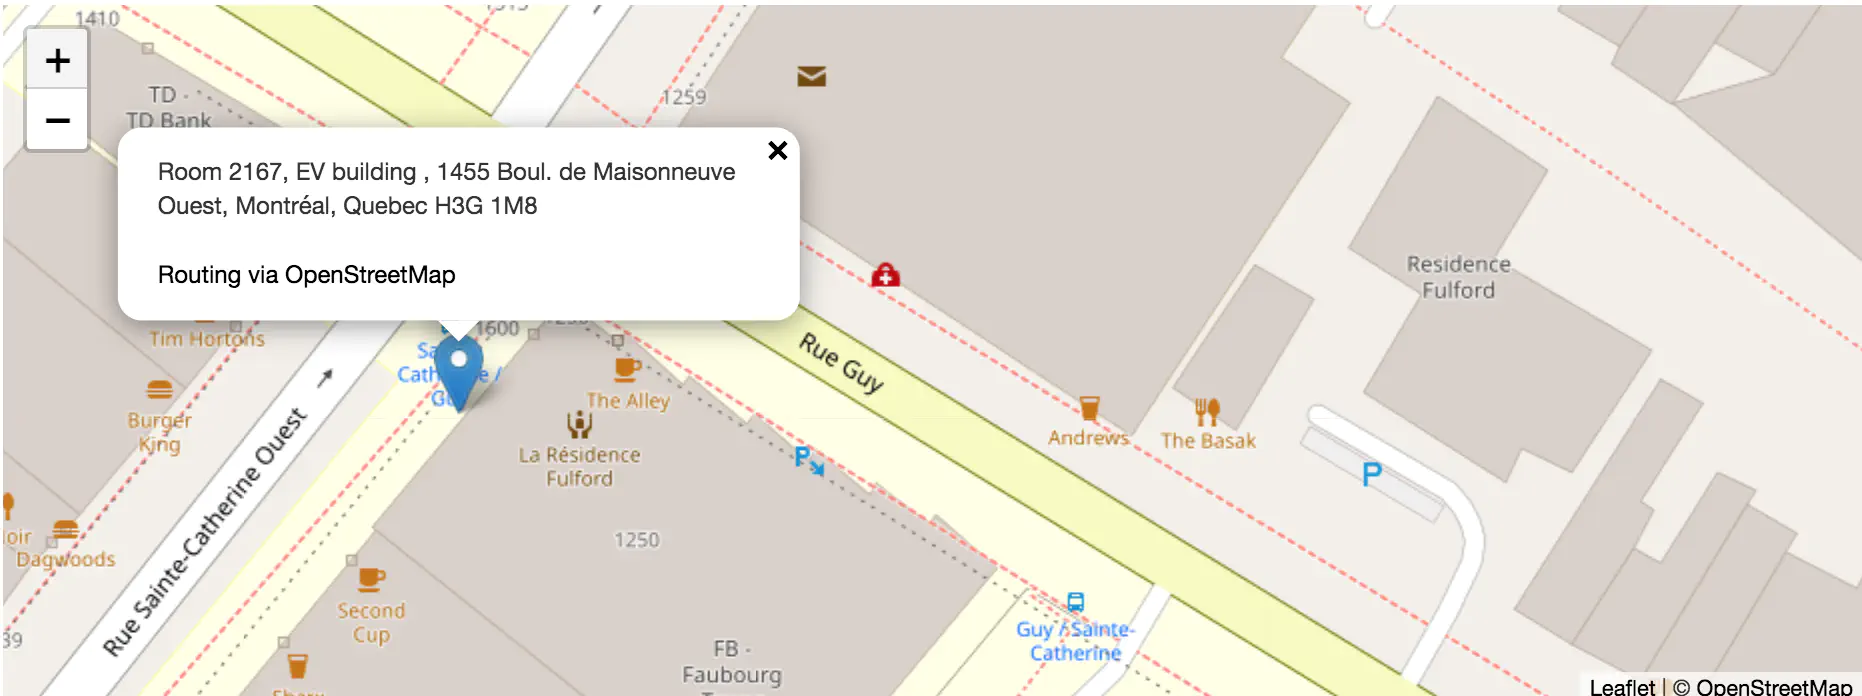 1410
+
−
TD -
TD Bank
1259
×
Room 2167, EV building , 1455 Boul. de Maisonneuve
Ouest, Montréal, Quebec H3G 1M8
Routing via OpenStreetMap
Residence
Fulford
Tim Hortons
1600
Rue Guy
The Alley
Burger
King
La Résidence
Fulford
Andrews
The Basak
P
P
Rue Sainte-Catherine Ouest
Dagwoods
1250
Second
Cup
Guy / Sainte-
Catherine
FB -
Faubourg
Leaflet | © OpenStreetMap